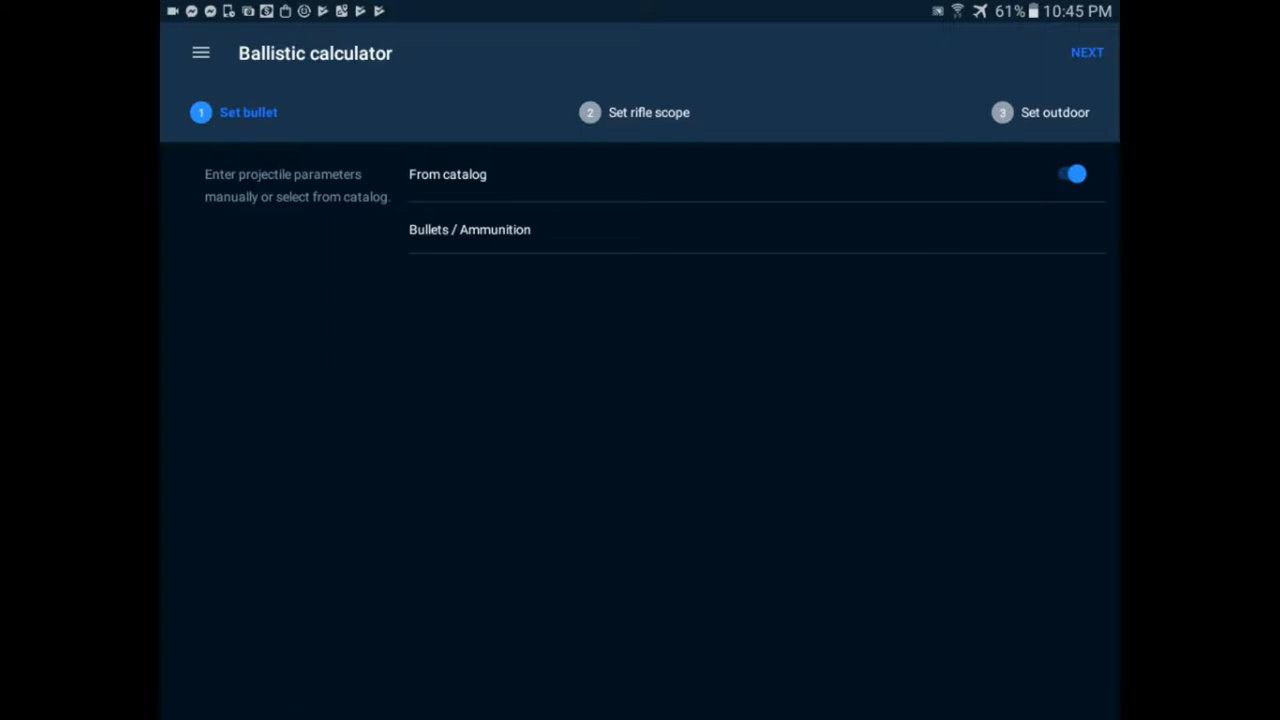 61% 10:45 PM
Ballistic calculator
NEXT
1 Set bullet
2 Set rifle scope
3 Set outdoor
Enter projectile parameters
manually or select from catalog.
From catalog
Bullets / Ammunition